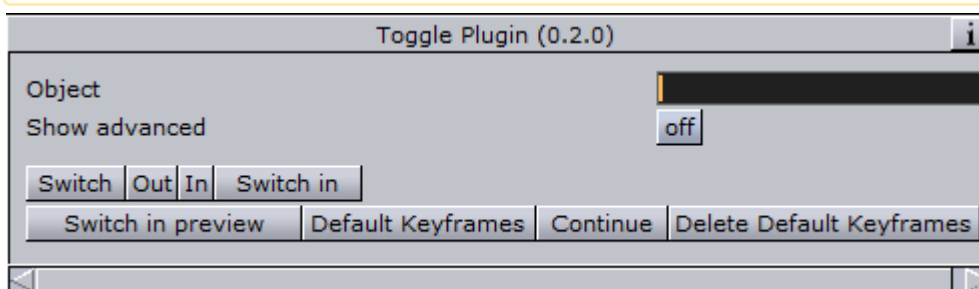 Toggle Plugin (0.2.0) i
Object
Show advanced off
Switch Out In Switch in
Switch in preview Default Keyframes Continue Delete Default Keyframes